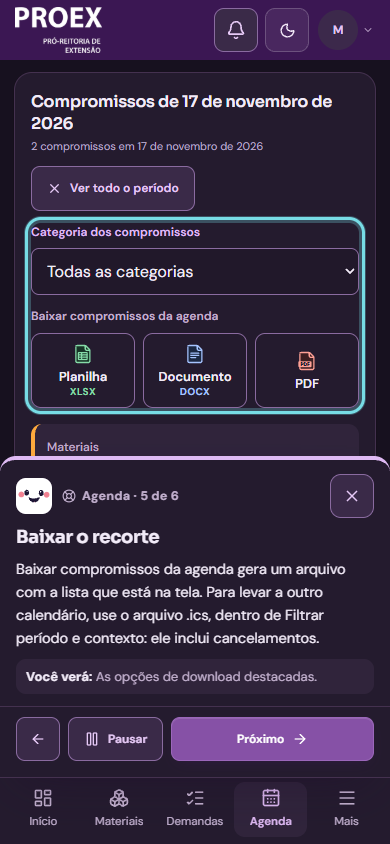 PROEX
PRÓ-REITORIA DE
EXTENSÃO
M
Compromissos de 17 de novembro de
2026
2 compromissos em 17 de novembro de 2026
Ver todo o período
Categoria dos compromissos
Todas as categorias
Baixar compromissos da agenda
Planilha
XLSX
Documento
DOCX
PDF
PDF
Materiais
Agenda · 5 de 6
Baixar o recorte
Baixar compromissos da agenda gera um arquivo
com a lista que está na tela. Para levar a outro
calendário, use o arquivo .ics, dentro de Filtrar
período e contexto: ele inclui cancelamentos.
Você verá: As opções de download destacadas.
Pausar
Próximo
Início
Materiais
Demandas
Agenda
Mais